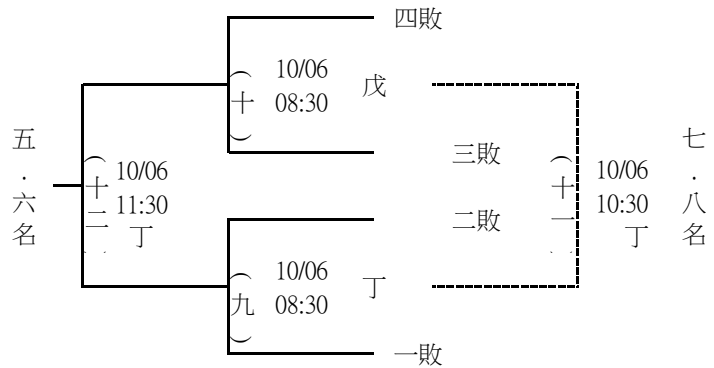 四敗
10/06
08:30
戊
（十）
三敗
五．六名
（十二）
10/06
11:30
丁
二敗
10/06
08:30
丁
（九）
一敗
（十一）
10/06
10:30
丁
七．八名